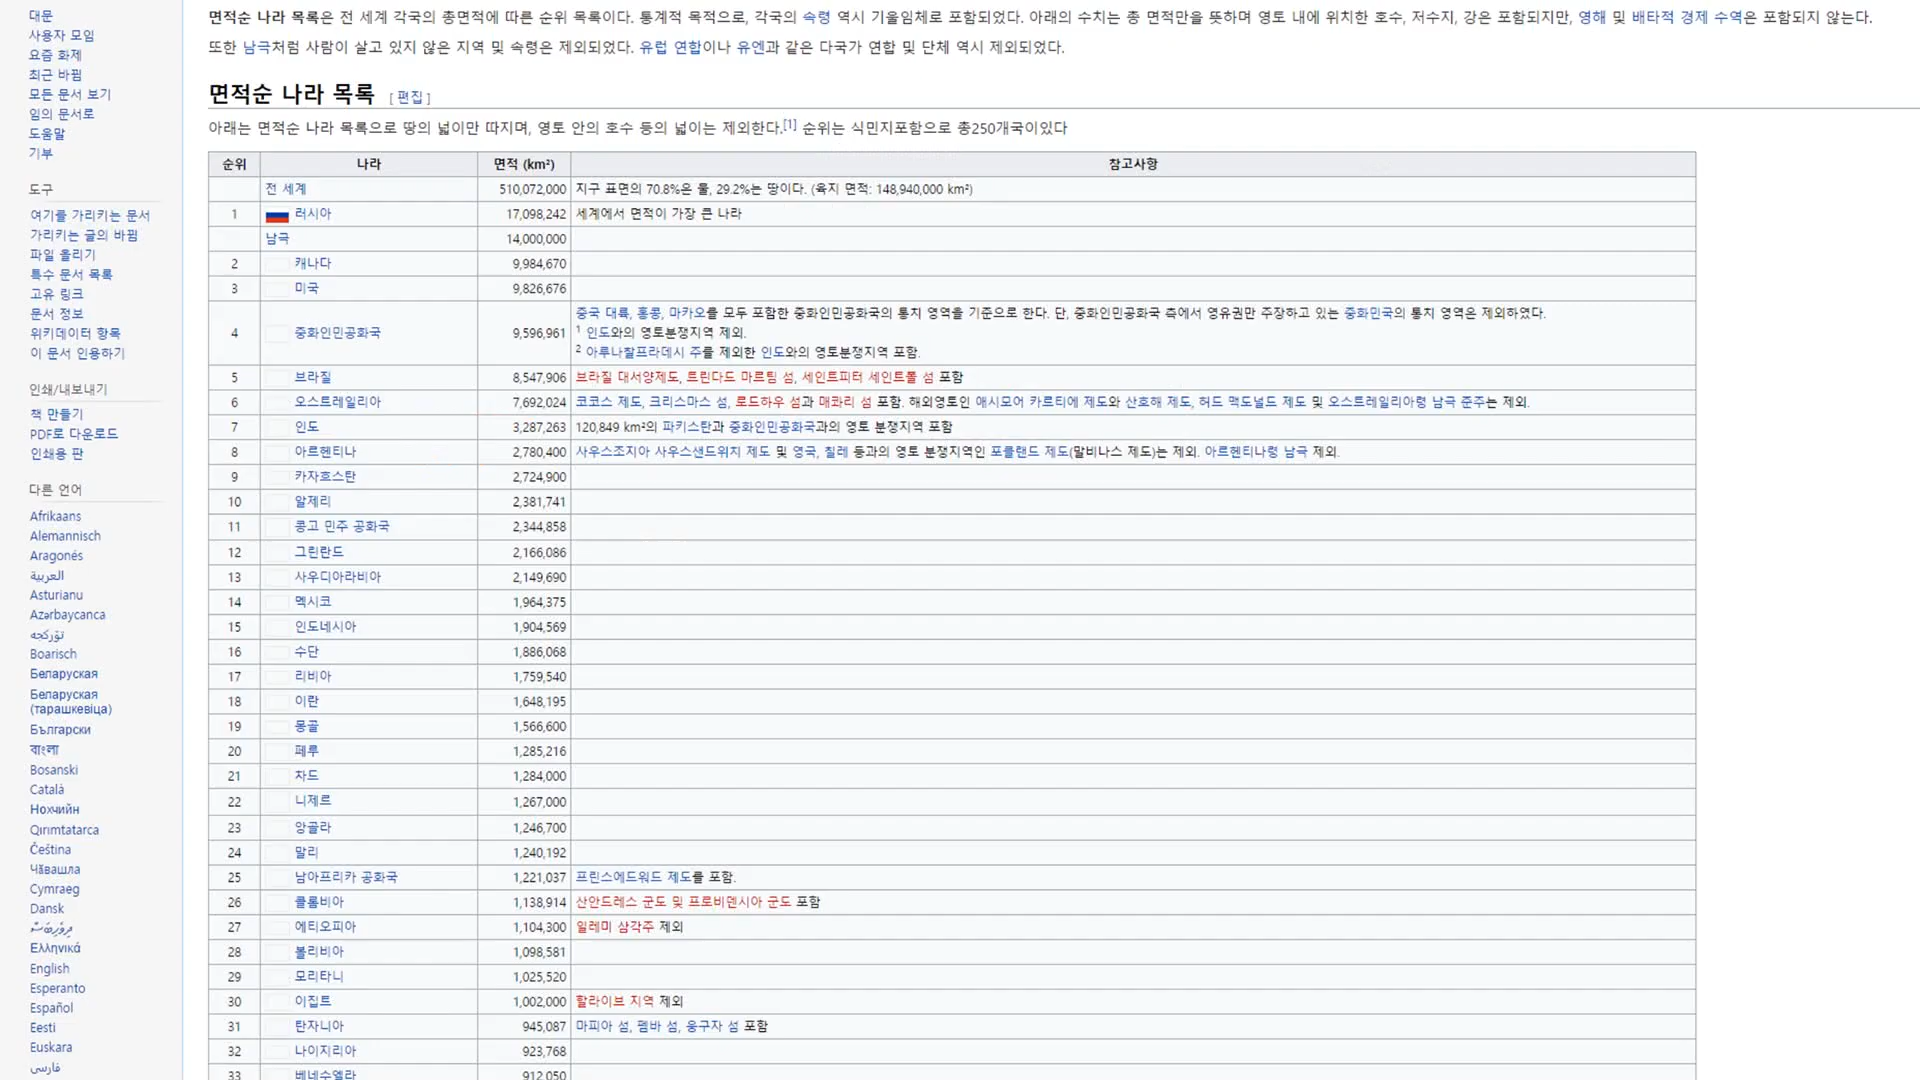 대문
사용자 모임
요즘 화제
최근 바뀜
모든 문서 보기
임의 문서로
도움말
기부
도구
여기를 가리키는 문서
가리키는 글의 바뀜
파일 올리기
특수 문서 목록
고유 링크
문서 정보
위키데이터 항목
이 문서 인용하기
인쇄/내보내기
책 만들기
PDF로 다운로드
인쇄용 판
다른 언어
Afrikaans
Alemannisch
Aragonés
العربية
Asturianu
Azərbaycanca
تۆرکجه
Boarisch
Беларуская
Беларуская
(тарашкевіца)
Български
বাংলা
Bosanski
Català
Нохчийн
Qırımtatarca
Čeština
Чӑвашла
Cymraeg
Dansk
ދިވެހިބަސް
Ελληνικά
English
Esperanto
Español
Eesti
Euskara
فارسی
면적순 나라 목록은 전 세계 각국의 총면적에 따른 순위 목록이다. 통계적 목적으로, 각국의 속령 역시 기울임체로 포함되었다. 아래의 수치는 총 면적만을 뜻하며 영토 내에 위치한 호수, 저수지, 강은 포함되지만, 영해 및 배타적 경제 수역은 포함되지 않는다.
또한 남극처럼 사람이 살고 있지 않은 지역 및 속령은 제외되었다. 유럽 연합이나 유엔과 같은 다국가 연합 및 단체 역시 제외되었다.
면적순 나라 목록 [ 편집 ]
아래는 면적순 나라 목록으로 땅의 넓이만 따지며, 영토 안의 호수 등의 넓이는 제외한다.[1] 순위는 식민지포함으로 총250개국이있다
순위 나라 면적 (km²) 참고사항
전 세계 510,072,000 지구 표면의 70.8%은 물, 29.2%는 땅이다. (육지 면적: 148,940,000 km²)
1 러시아 17,098,242 세계에서 면적이 가장 큰 나라
남극 14,000,000
2 캐나다 9,984,670
3 미국 9,826,676
4 중화인민공화국 9,596,961 중국 대륙, 홍콩, 마카오를 모두 포함한 중화인민공화국의 통치 영역을 기준으로 한다. 단, 중화인민공화국 측에서 영유권만 주장하고 있는 중화민국의 통치 영역은 제외하였다.
1 인도와의 영토분쟁지역 제외.
2 아루나찰프라데시 주를 제외한 인도와의 영토분쟁지역 포함.
5 브라질 8,547,906 브라질 대서양제도, 트린다드 마르팅 섬, 세인트피터 세인트폴 섬 포함
6 오스트레일리아 7,692,024 코코스 제도, 크리스마스 섬, 로드하우 섬과 매콰리 섬 포함. 해외영토인 애시모어 카르티에 제도와 산호해 제도, 허드 맥도널드 제도 및 오스트레일리아령 남극 준주는 제외.
7 인도 3,287,263 120,849 km²의 파키스탄과 중화인민공화국과의 영토 분쟁지역 포함
8 아르헨티나 2,780,400 사우스조지아 사우스샌드위치 제도 및 영국, 칠레 등과의 영토 분쟁지역인 포클랜드 제도(말비나스 제도)는 제외. 아르헨티나령 남극 제외.
9 카자흐스탄 2,724,900
10 알제리 2,381,741
11 콩고 민주 공화국 2,344,858
12 그린란드 2,166,086
13 사우디아라비아 2,149,690
14 멕시코 1,964,375
15 인도네시아 1,904,569
16 수단 1,886,068
17 리비아 1,759,540
18 이란 1,648,195
19 몽골 1,566,600
20 페루 1,285,216
21 차드 1,284,000
22 니제르 1,267,000
23 앙골라 1,246,700
24 말리 1,240,192
25 남아프리카 공화국 1,221,037 프린스에드워드 제도를 포함.
26 콜롬비아 1,138,914 산안드레스 군도 및 프로비덴시아 군도 포함
27 에티오피아 1,104,300 일레미 삼각주 제외
28 볼리비아 1,098,581
29 모리타니 1,025,520
30 이집트 1,002,000 할라이브 지역 제외
31 탄자니아 945,087 마피아 섬, 펨바 섬, 웅구자 섬 포함
32 나이지리아 923,768
33 베네수엘라 912,050